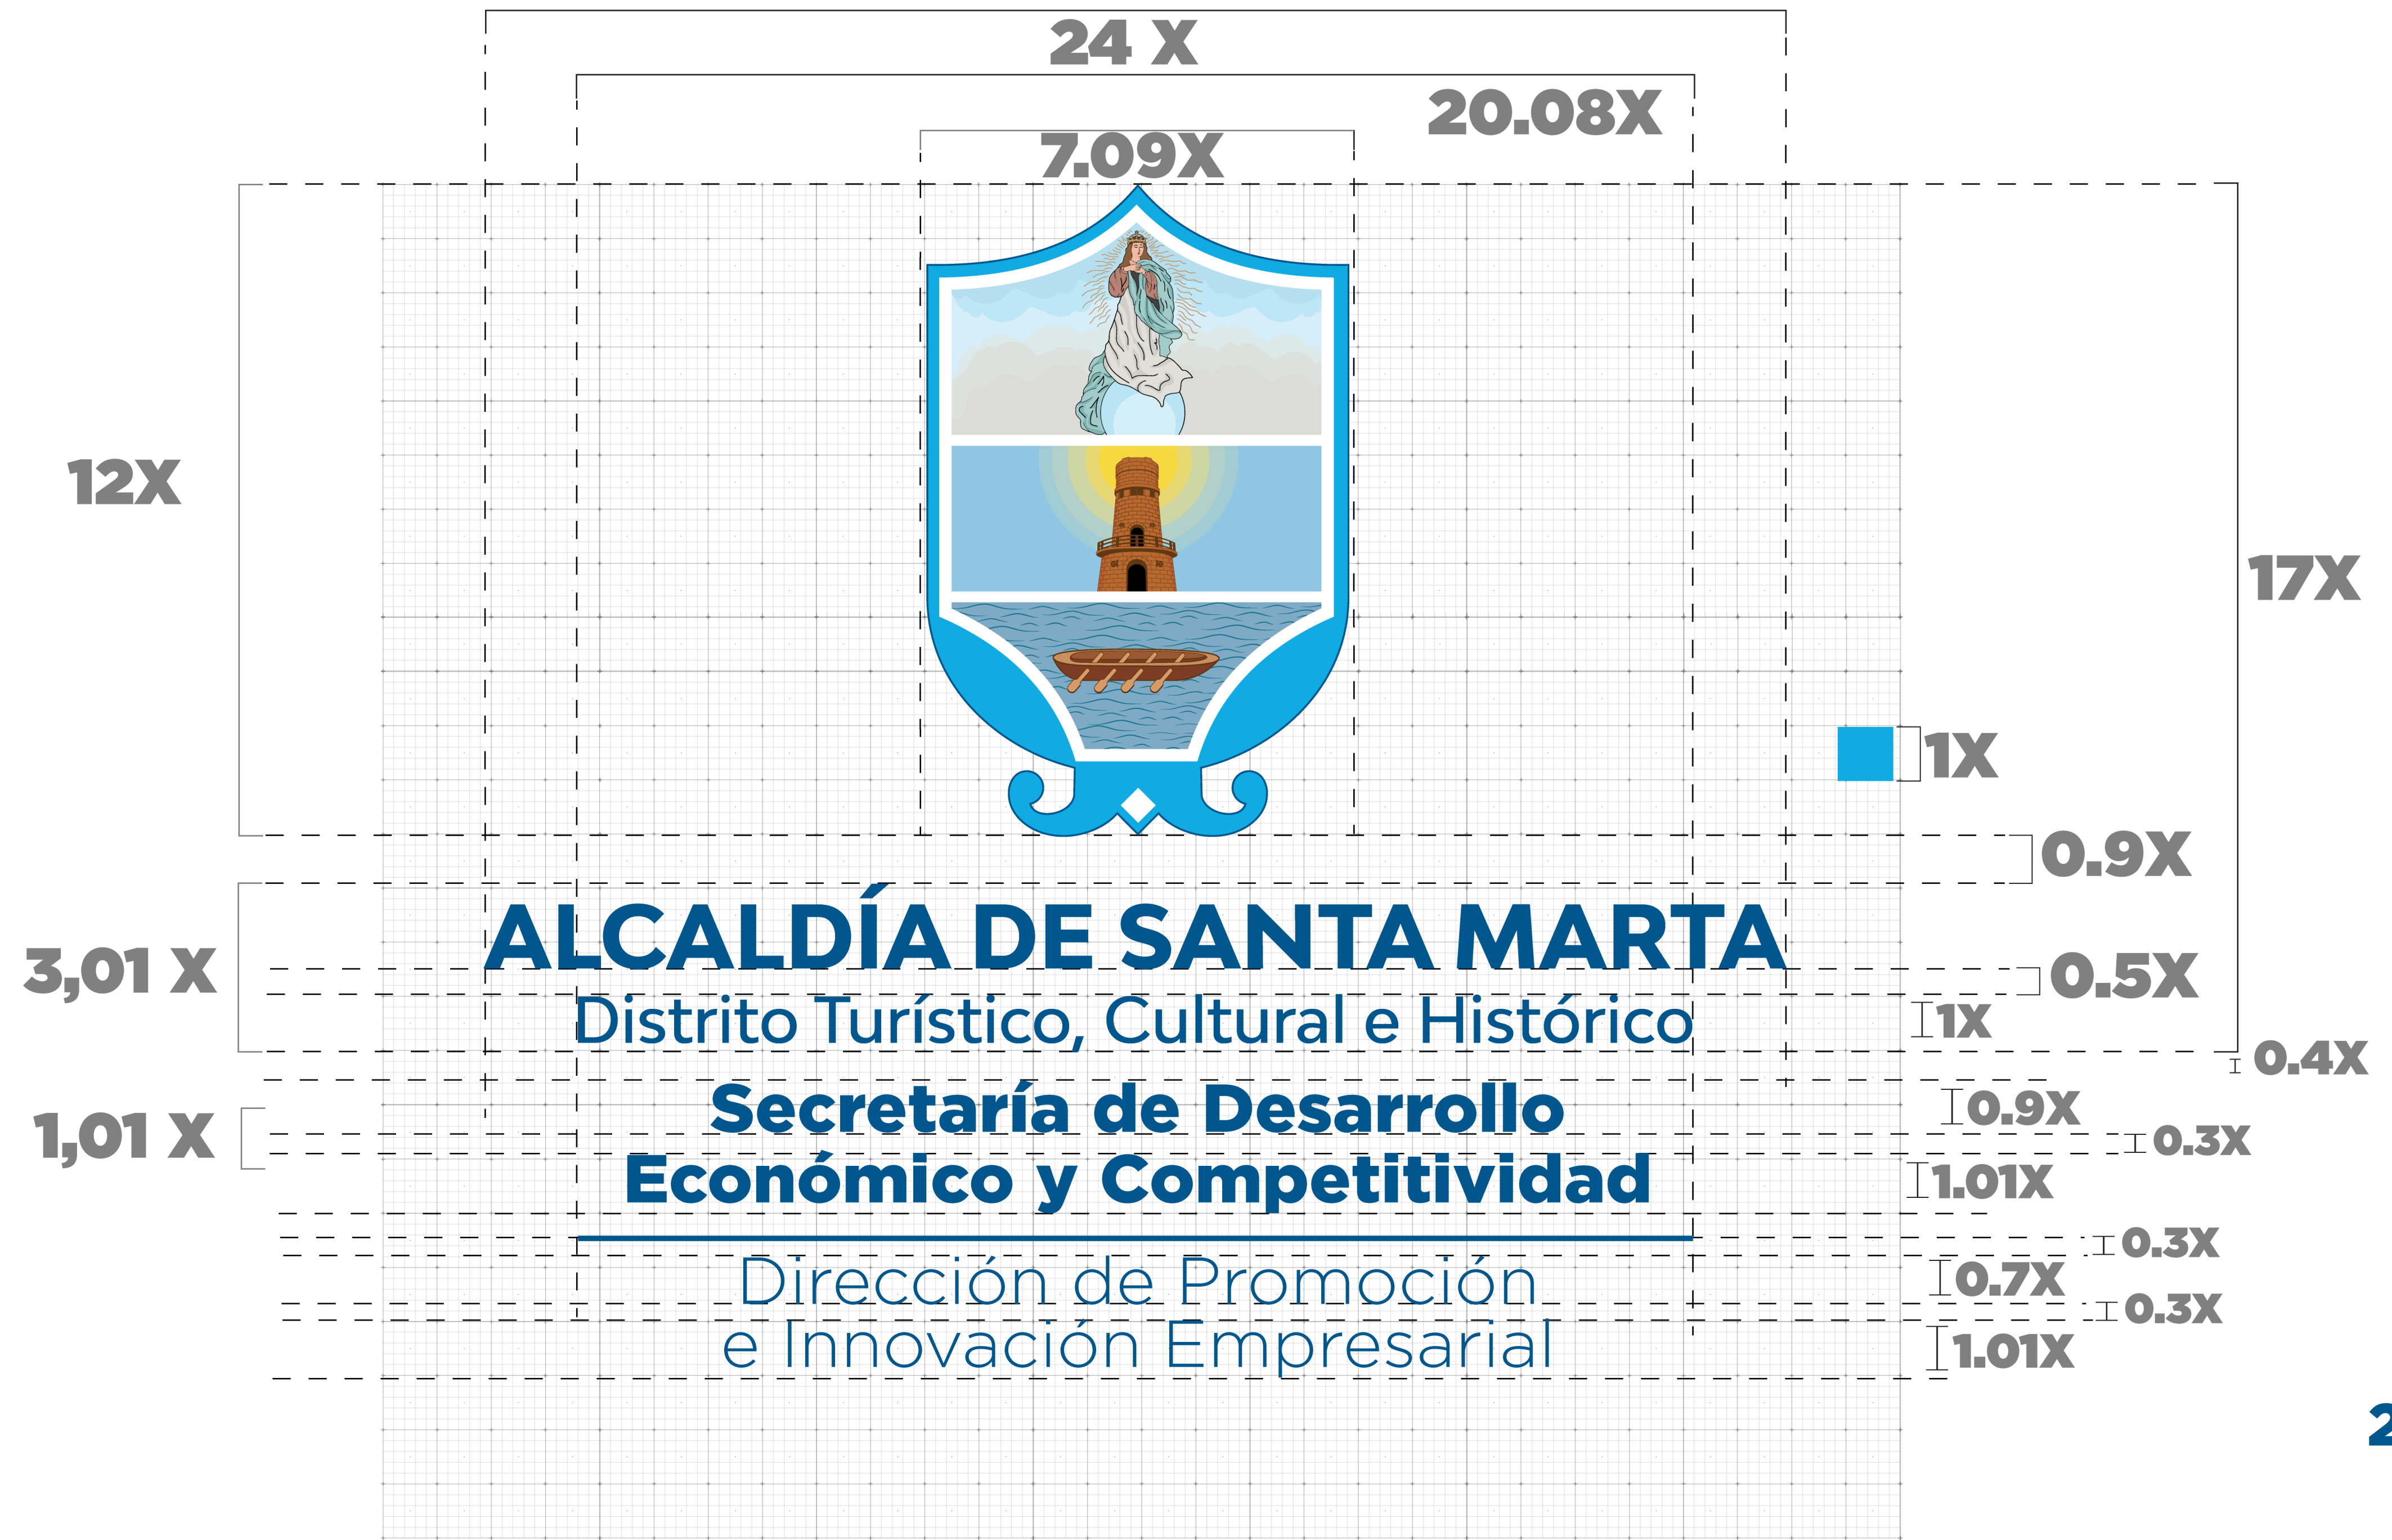 24 X
20.08X
7.09X
12X
17X
1X
0.9X
ALCALDÍA DE SANTA MARTA
3,01 X
0.5X
Distrito Turístico, Cultural e Histórico
1X
0.4X
Secretaría de Desarrollo
0.9X
1,01 X
0.3X
Económico y Competitividad
1.01X
0.3X
Dirección de Promoción
0.7X
0.3X
e Innovación Empresarial
1.01X
2